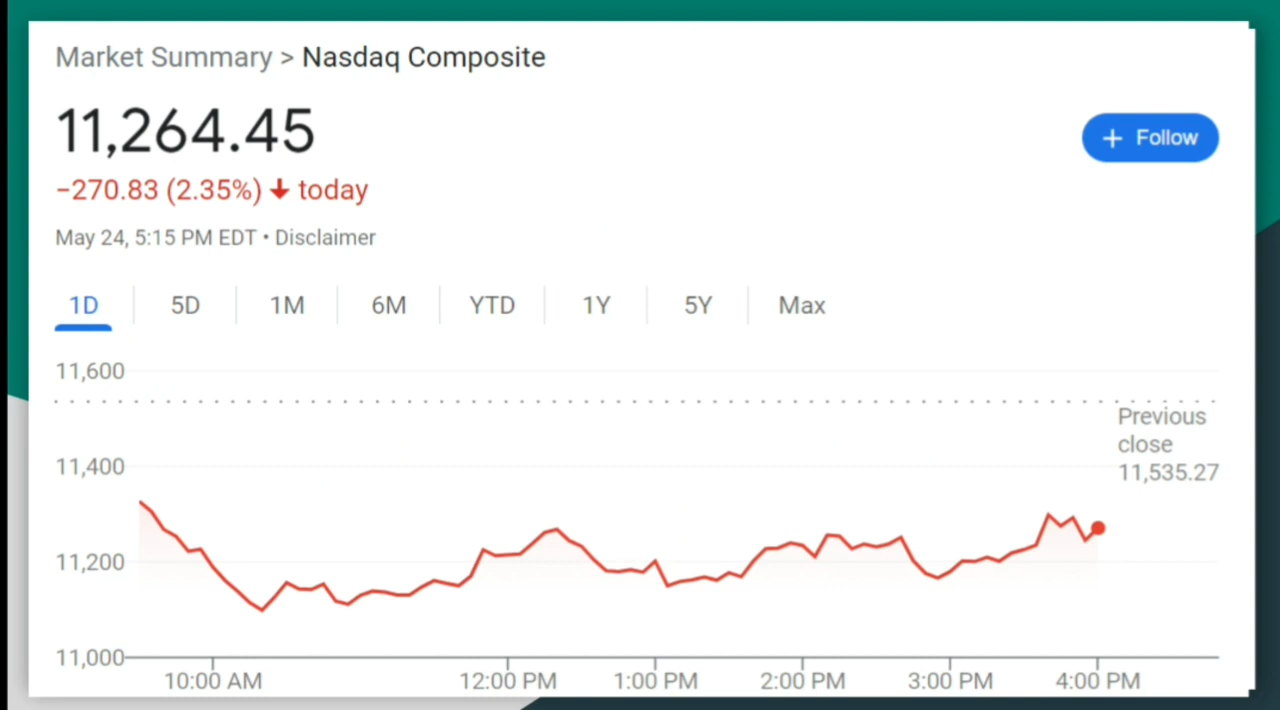 Market Summary > Nasdaq Composite
11,264.45
+ Follow
−270.83 (2.35%) ↓ today
May 24, 5:15 PM EDT • Disclaimer
1D 5D 1M 6M YTD 1Y 5Y Max
11,600
Previous
close
11,400
11,535.27
11,200
11,000
10:00 AM 12:00 PM 1:00 PM 2:00 PM 3:00 PM 4:00 PM